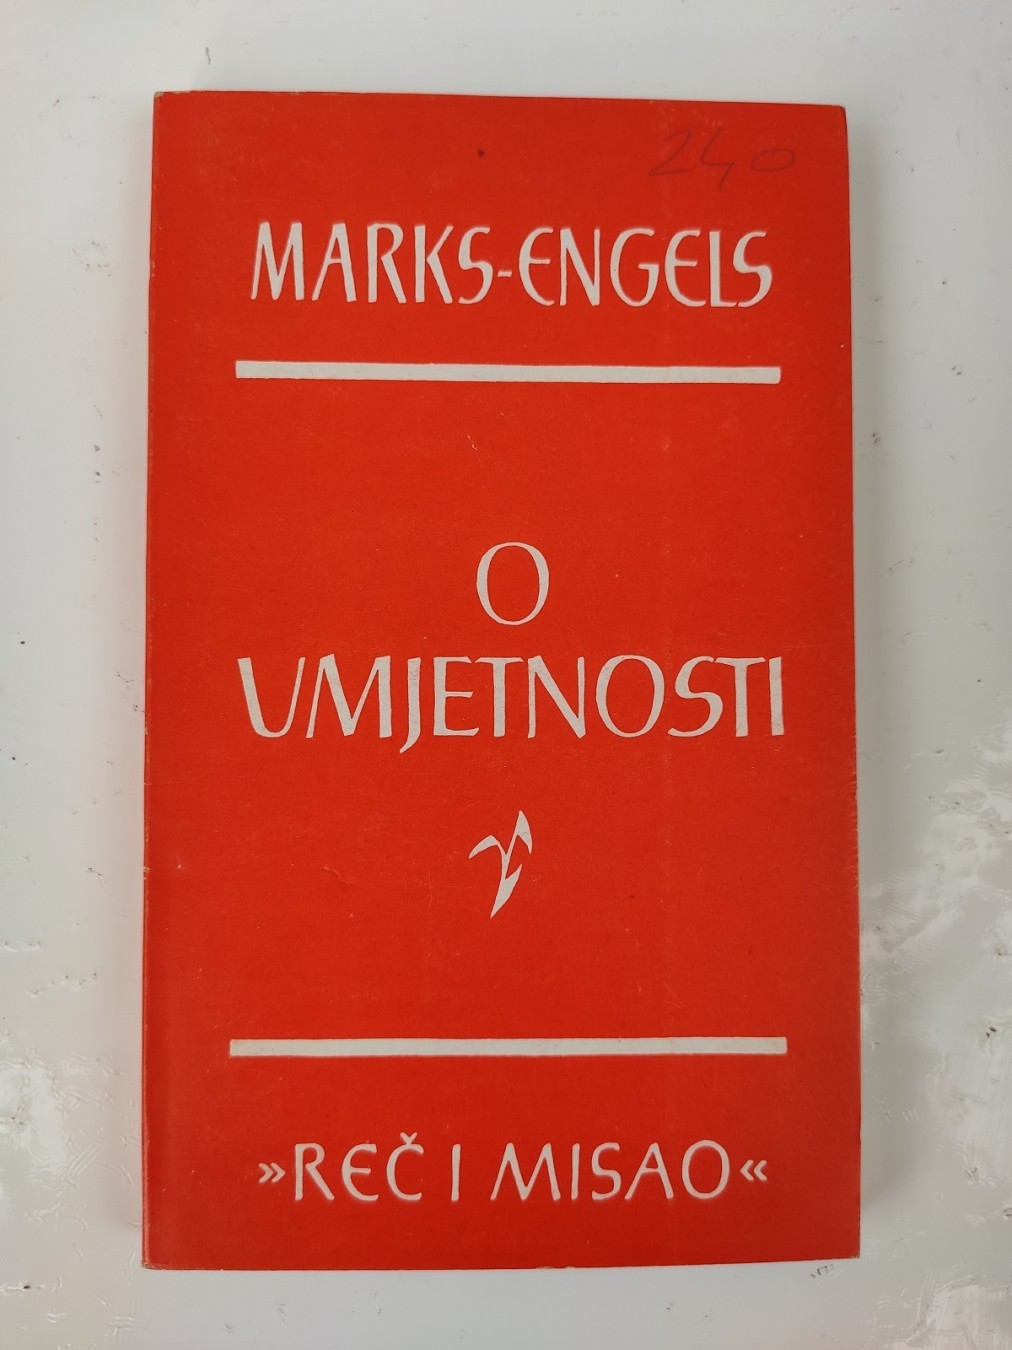 240
MARKS-ENGELS
O
UMJETNOSTI
»REČ I MISAO«